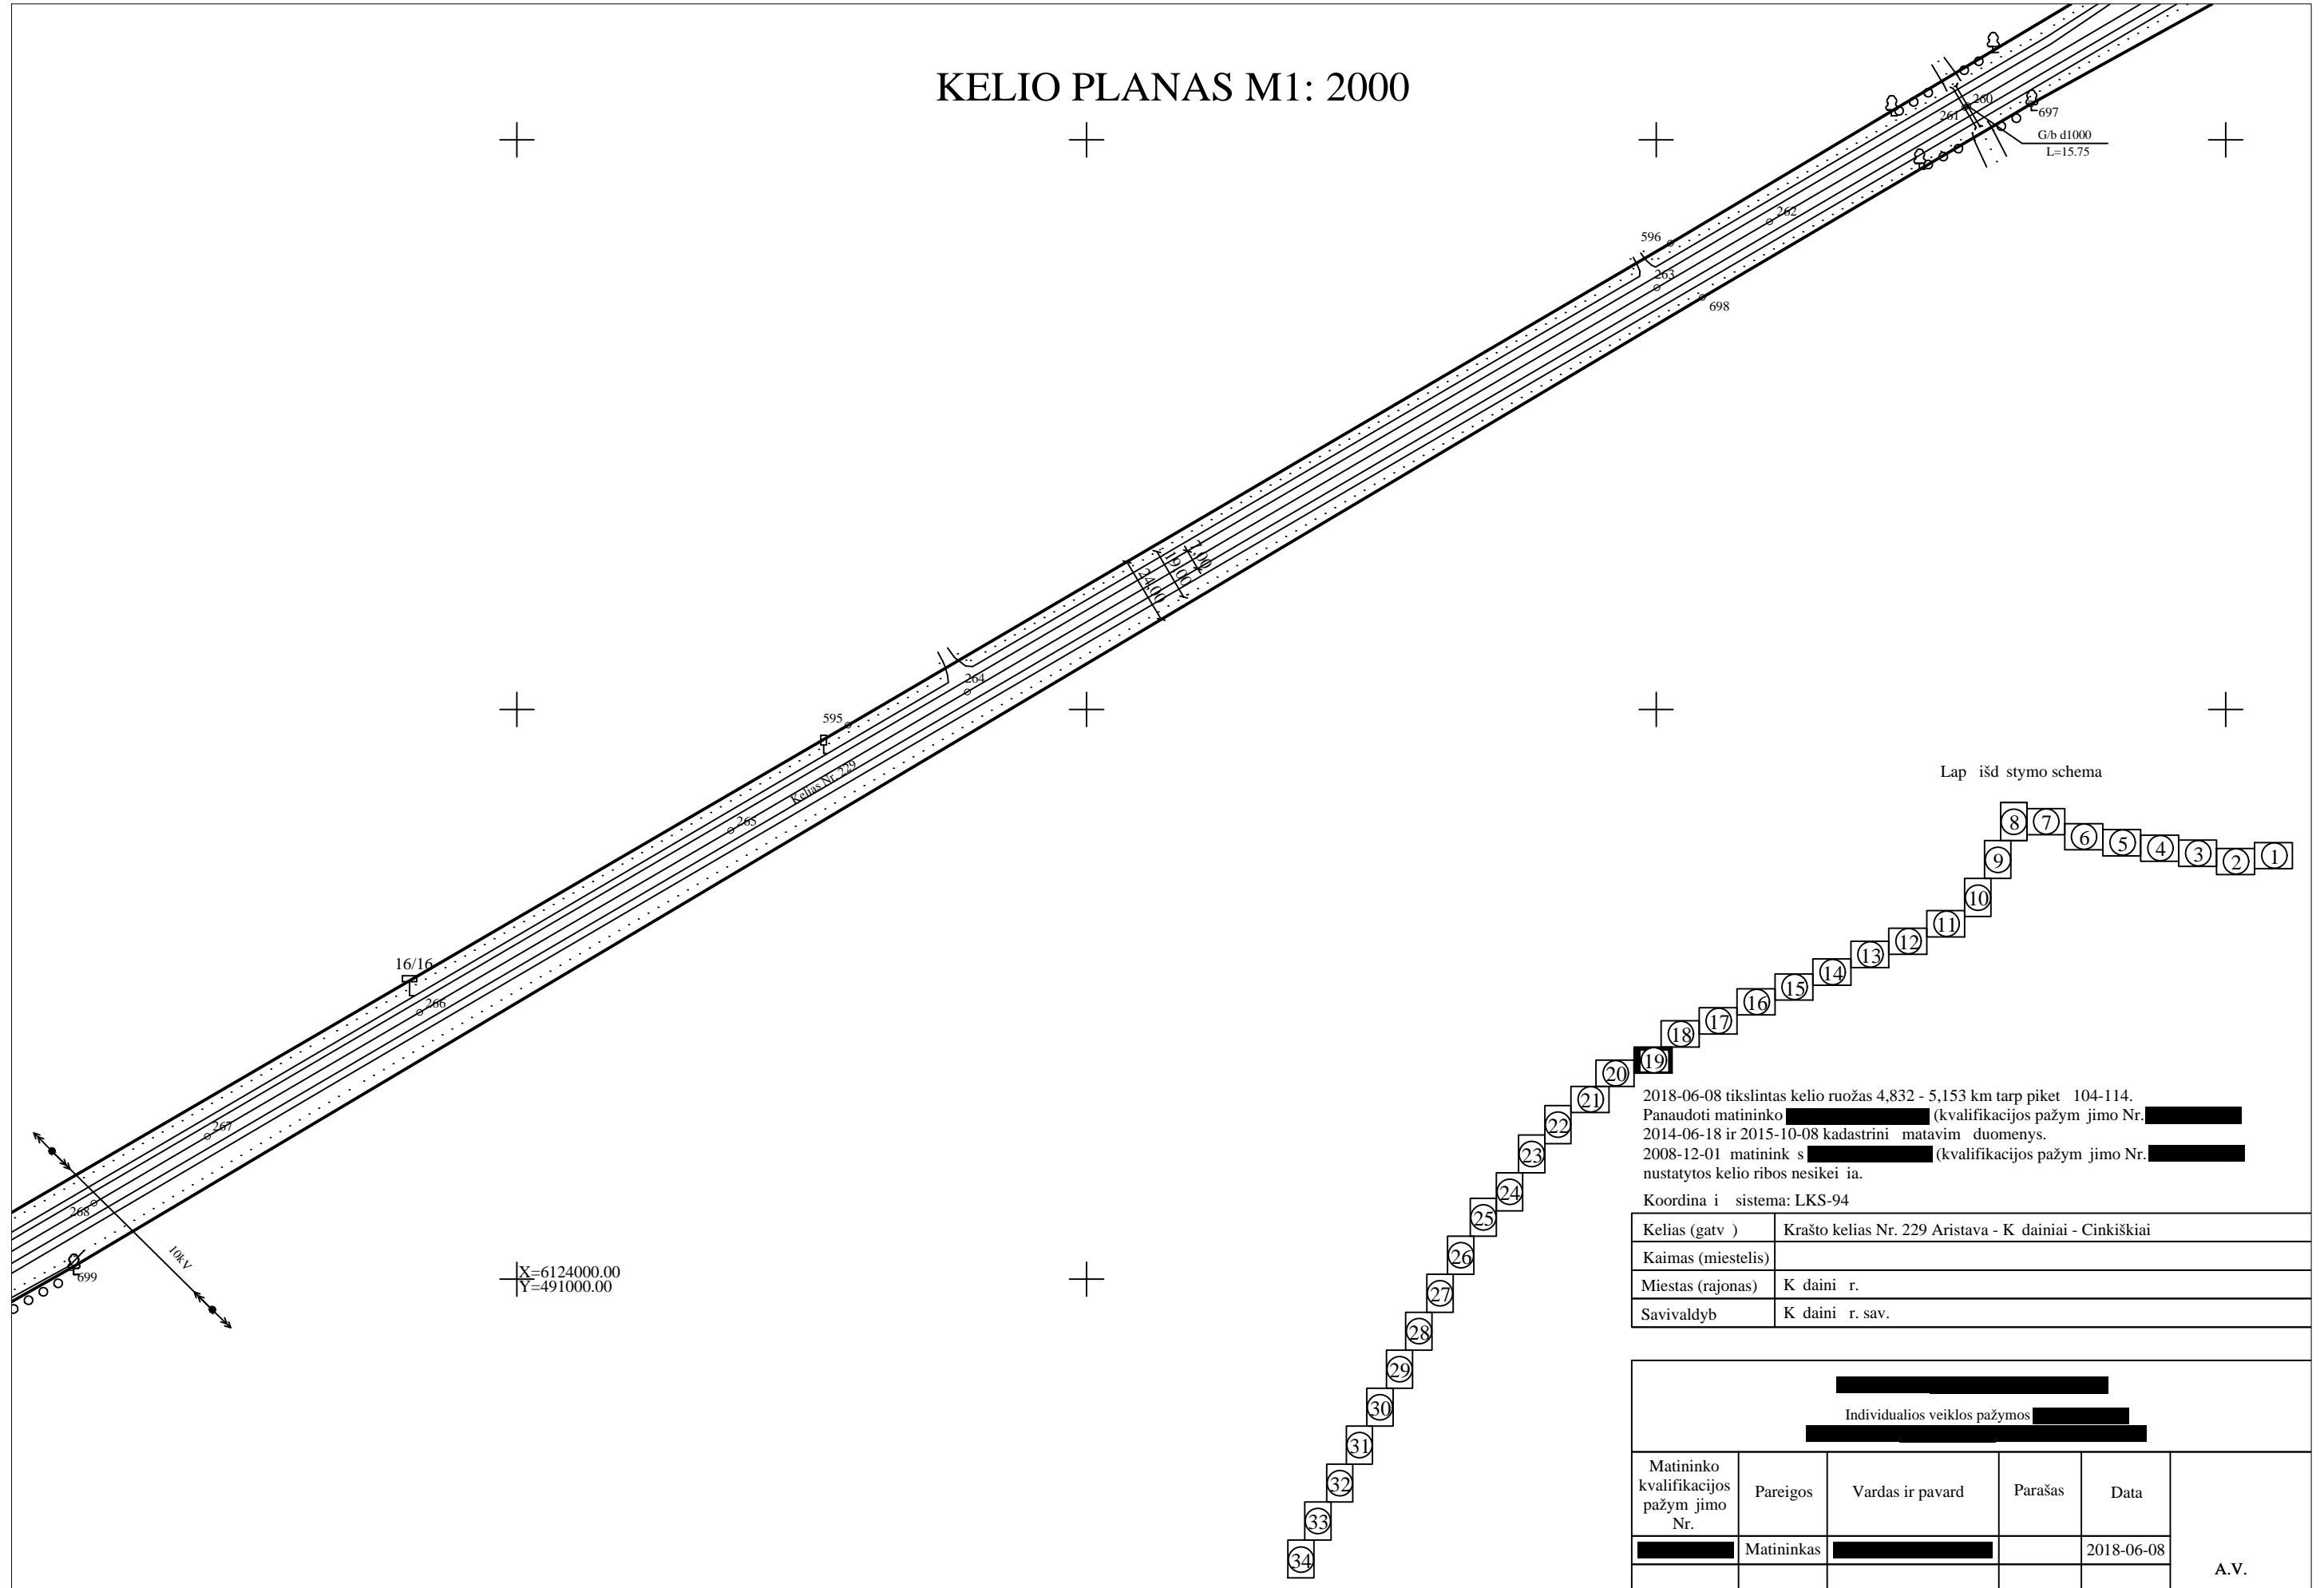 KELIO PLANAS M1: 2000
260
261
697
G/b d1000
L=15.75
262
596
263
698
7.00
19.00
24.00
264
595
Kelias Nr. 229
265
16/16
266
267
268
10kV
699
X=6124000.00
Y=491000.00
Lap išd stymo schema
8 7 6 5 4 3 2 1
9
10
11
12
13
14
15
16
17
18
19
20
21
22
23
24
25
26
27
28
29
30
31
32
33
34
2018-06-08 tikslintas kelio ruožas 4,832 - 5,153 km tarp piket 104-114.
Panaudoti matininko (kvalifikacijos pažym jimo Nr.
2014-06-18 ir 2015-10-08 kadastrini matavim duomenys.
2008-12-01 matinink s (kvalifikacijos pažym jimo Nr.
nustatytos kelio ribos nesikei ia.
Koordina i sistema: LKS-94
Kelias (gatv ) Krašto kelias Nr. 229 Aristava - K dainiai - Cinkiškiai
Kaimas (miestelis)
Miestas (rajonas) K daini r.
Savivaldyb K daini r. sav.
Individualios veiklos pažymos
Matininko
kvalifikacijos
pažym jimo
Nr.
Pareigos
Vardas ir pavard
Parašas
Data
Matininkas
2018-06-08
A.V.